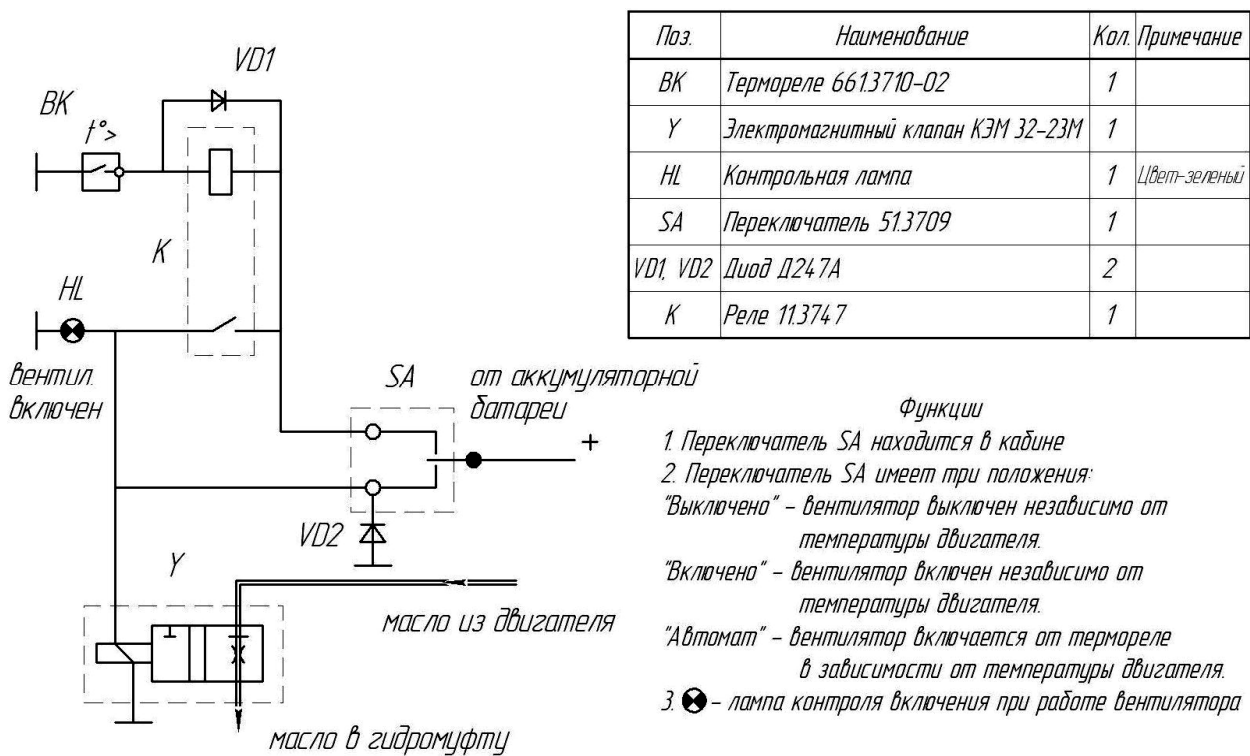 VD1
BK
t°>
K
HL
вентил.
включен
SA
от аккумуляторной
батареи
+
VD2
Y
масло из двигателя
масло в гидромуфту
Поз. Наименование Кол. Примечание
BK Термореле 661.3710-02 1
Y Электромагнитный клапан КЭМ 32-23М 1
HL Контрольная лампа 1 Цвет-зеленый
SA Переключатель 51.3709 1
VD1, VD2 Диод Д247А 2
K Реле 11.3747 1
Функции
1. Переключатель SA находится в кабине
2. Переключатель SA имеет три положения:
"Выключено" - вентилятор выключен независимо от
температуры двигателя.
"Включено" - вентилятор включен независимо от
температуры двигателя.
"Автомат" - вентилятор включается от термореле
в зависимости от температуры двигателя.
3. - лампа контроля включения при работе вентилятора